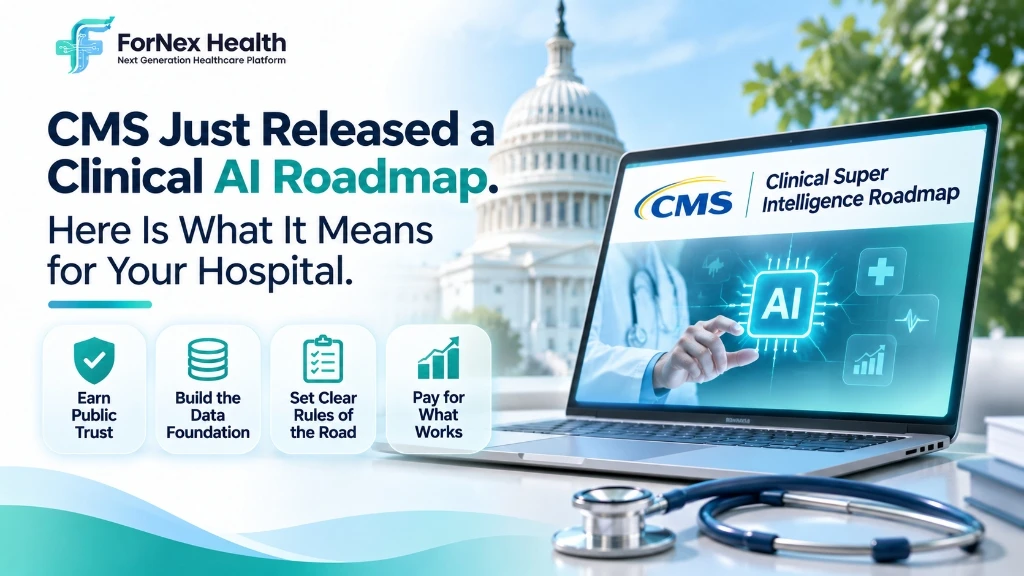 ForNex Health
Next Generation Healthcare Platform
CMS Just Released a
Clinical AI Roadmap.
Here Is What It Means
for Your Hospital.
Earn
Public
Trust
Build the
Data
Foundation
Set Clear
Rules of
the Road
Pay for
What
Works
CMS
Clinical Super
Intelligence Roadmap
AI